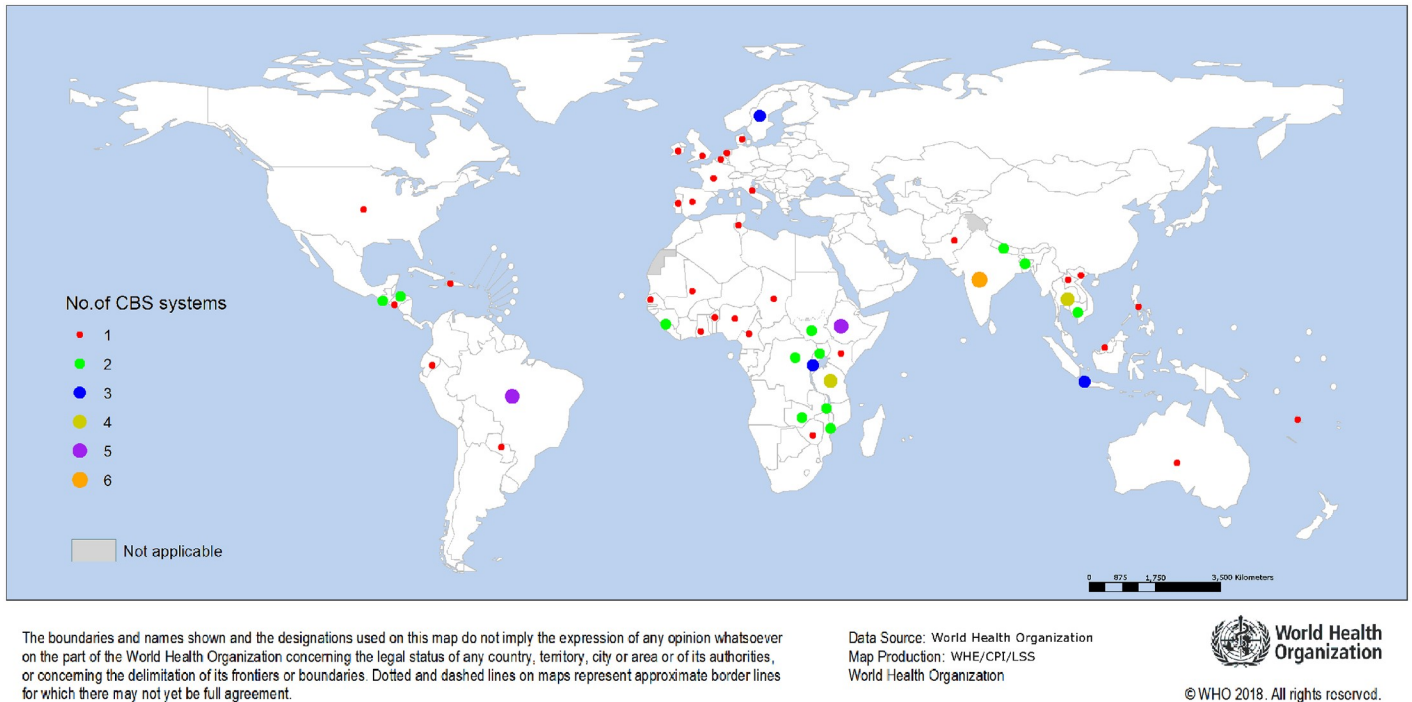 No.of CBS systems
1
2
3
4
5
6
Not applicable
0 875 1,750 3,500 Kilometers
The boundaries and names shown and the designations used on this map do not imply the expression of any opinion whatsoever
on the part of the World Health Organization concerning the legal status of any country, territory, city or area or of its authorities,
or concerning the delimitation of its frontiers or boundaries. Dotted and dashed lines on maps represent approximate border lines
for which there may not yet be full agreement.
Data Source: World Health Organization
Map Production: WHE/CPI/LSS
World Health Organization
World Health
Organization
© WHO 2018. All rights reserved.